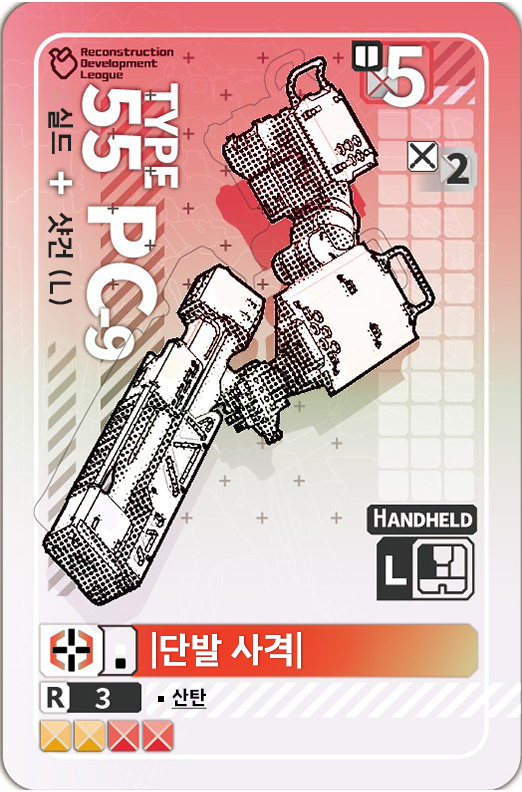 Reconstruction
Development
League
TYPE
55 PC-9
실드 + 샷건 (L)
5
2
HANDHELD
L
|단발 사격|
R 3
▪ 산탄